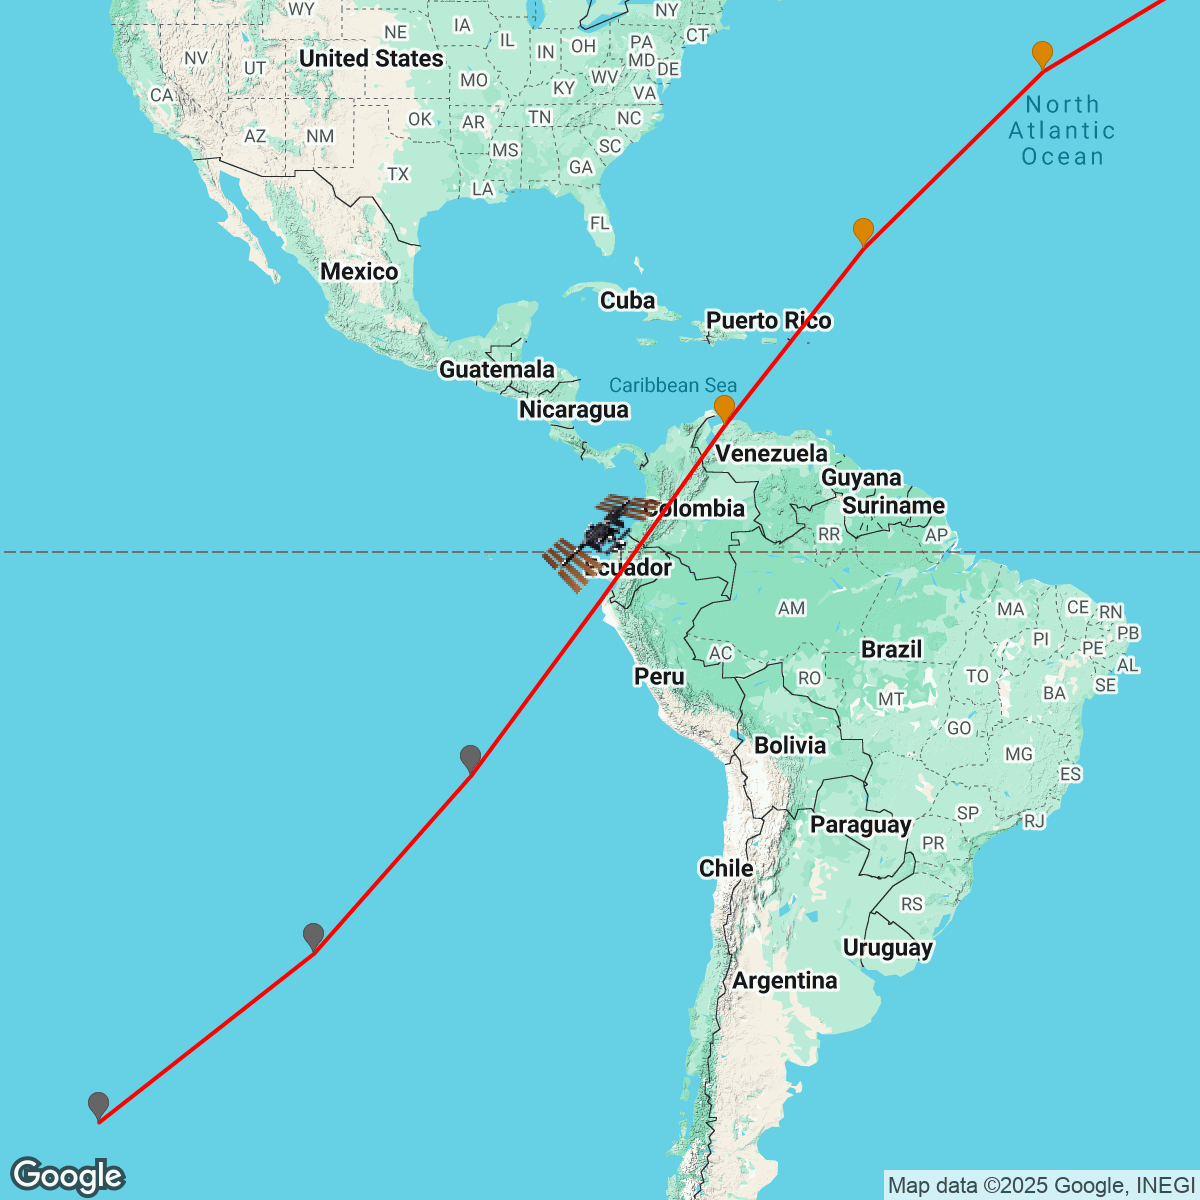 WY
NE
IA
IL
IN
OH
PA
NY
CT
NV
UT
United States
MO
KY
WV
MD
DE
VA
CA
AZ
NM
OK
AR
TN
NC
TX
MS
SC
GA
LA
FL
North
Atlantic
Ocean
Mexico
Cuba
Puerto Rico
Guatemala
Caribbean Sea
Nicaragua
Venezuela
Guyana
Colombia
Suriname
RR
AP
Ecuador
AM
MA
CE
RN
PI
PB
PE
AL
AC
Brazil
Peru
RO
TO
SE
MT
BA
GO
Bolivia
MG
ES
SP
Paraguay
RJ
PR
Chile
RS
Uruguay
Argentina
Google
Map data ©2025 Google, INEGI